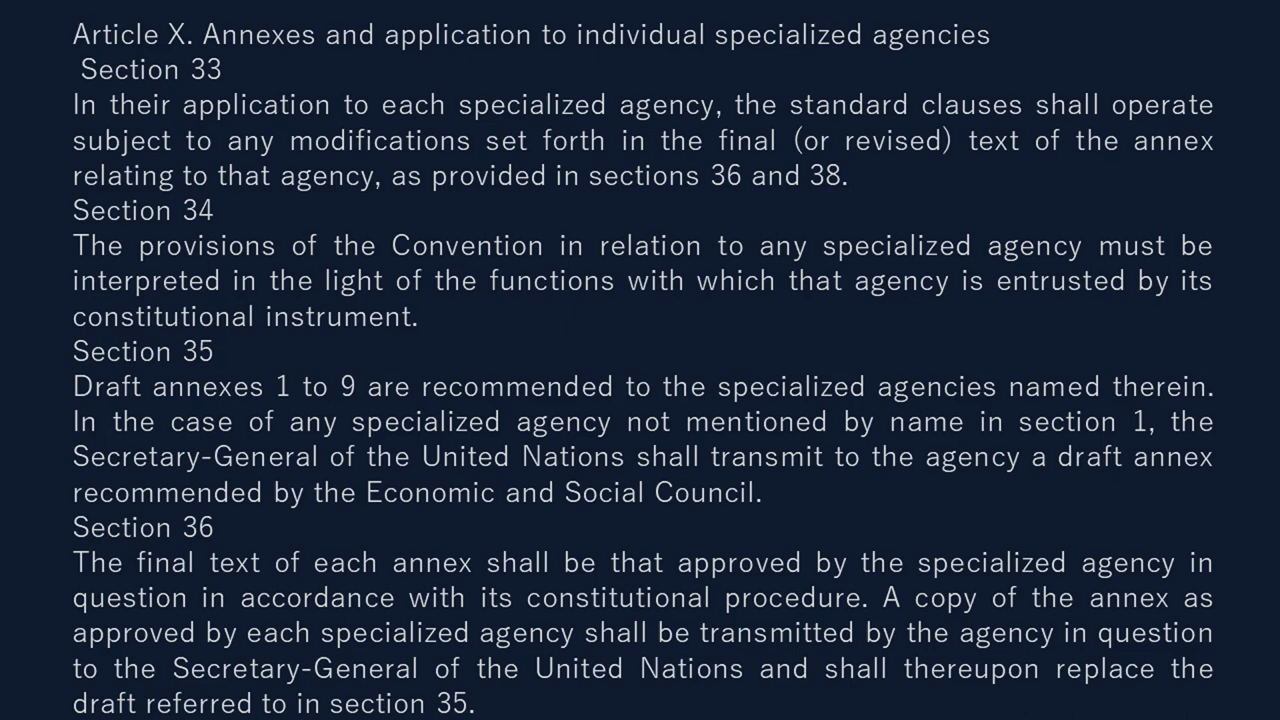 Article X. Annexes and application to individual specialized agencies
Section 33
In their application to each specialized agency, the standard clauses shall operate
subject to any modifications set forth in the final (or revised) text of the annex
relating to that agency, as provided in sections 36 and 38.
Section 34
The provisions of the Convention in relation to any specialized agency must be
interpreted in the light of the functions with which that agency is entrusted by its
constitutional instrument.
Section 35
Draft annexes 1 to 9 are recommended to the specialized agencies named therein.
In the case of any specialized agency not mentioned by name in section 1, the
Secretary-General of the United Nations shall transmit to the agency a draft annex
recommended by the Economic and Social Council.
Section 36
The final text of each annex shall be that approved by the specialized agency in
question in accordance with its constitutional procedure. A copy of the annex as
approved by each specialized agency shall be transmitted by the agency in question
to the Secretary-General of the United Nations and shall thereupon replace the
draft referred to in section 35.